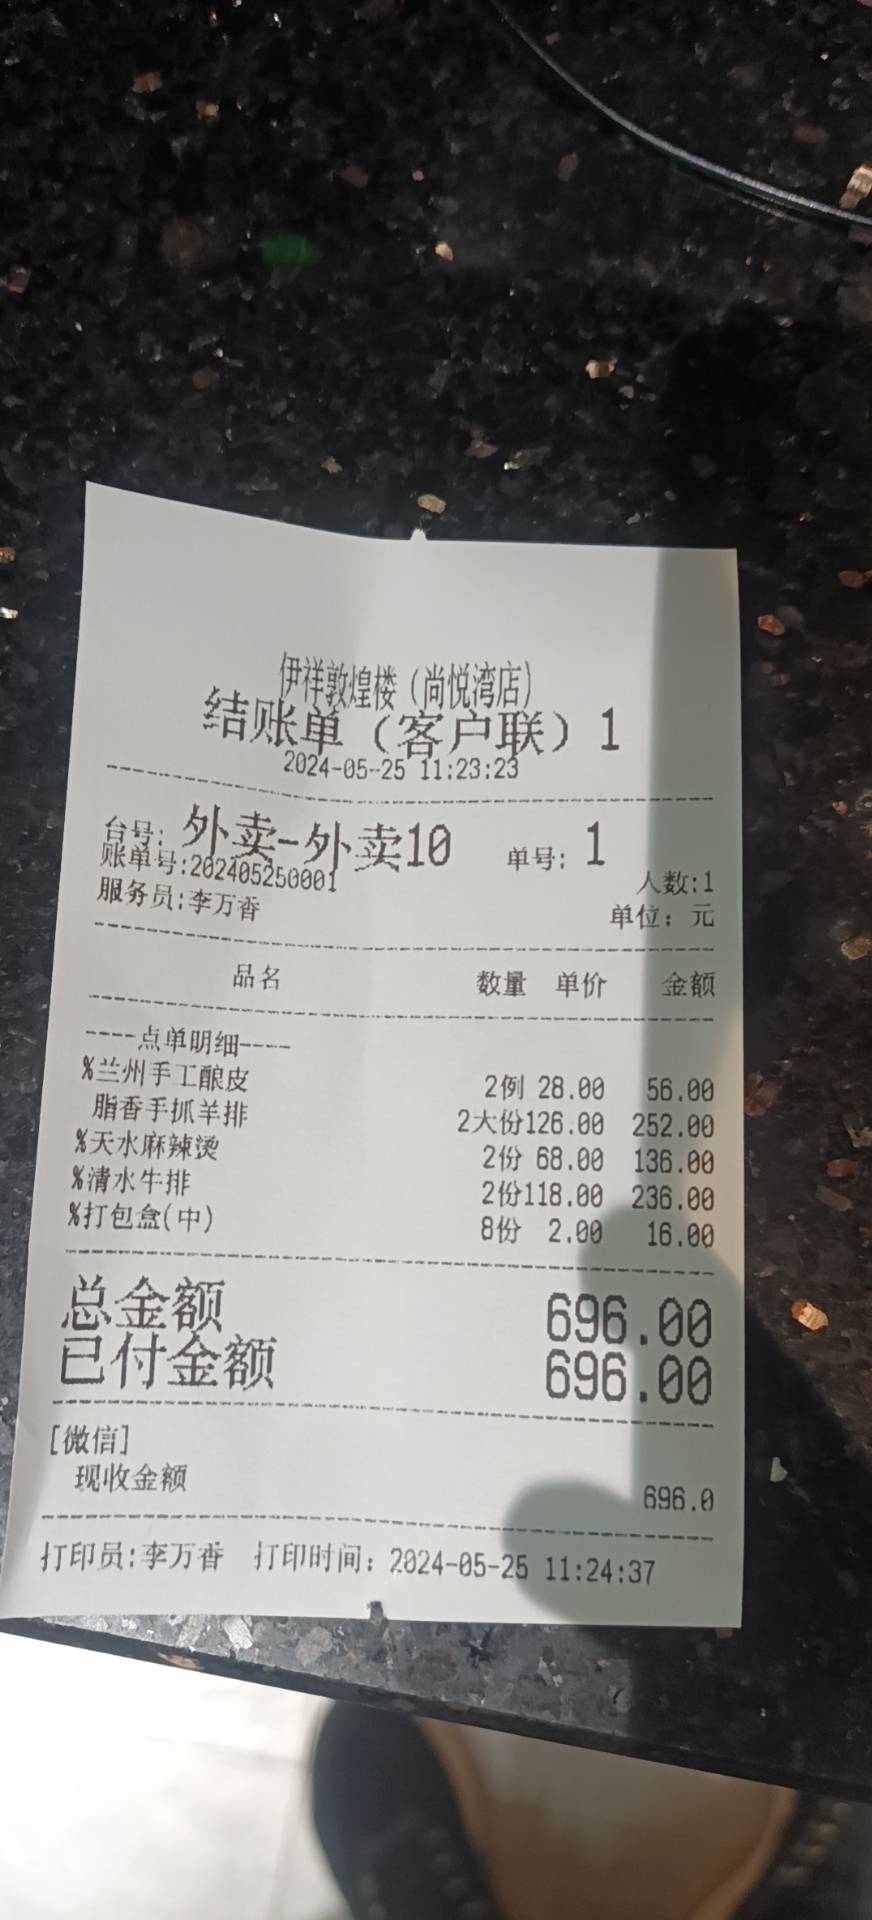 伊祥敦煌楼（尚悦湾店）
结账单（客户联）1
2024-05-25 11:23:23
台号: 外卖-外卖10 单号: 1
账单号:202405250001 人数:1
服务员:李万香 单位: 元
品名 数量 单价 金额
----点单明细----
%兰州手工酿皮 2例 28.00 56.00
脂香手抓羊排 2大份126.00 252.00
%天水麻辣烫 2份 68.00 136.00
%清水牛排 2份118.00 236.00
%打包盒(中) 8份 2.00 16.00
总金额 696.00
已付金额 696.00
[微信]
现收金额 696.0
打印员:李万香 打印时间: 2024-05-25 11:24:37